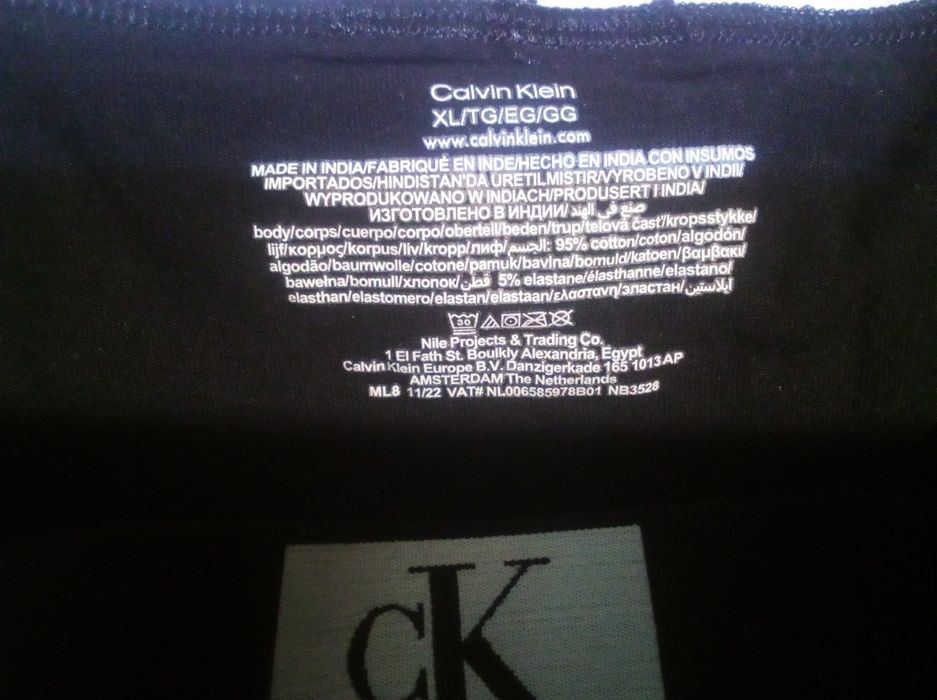 Calvin Klein
XL/TG/EG/GG
www.calvinklein.com
MADE IN INDIA/FABRIQUÉ EN INDE/HECHO EN INDIA CON INSUMOS
IMPORTADOS/HINDISTAN'DA URETILMISTIR/VYROBENO V INDII/
WYPRODUKOWANO W INDIACH/PRODUSERT I INDIA/
ИЗГОТОВЛЕНО В ИНДИИ/صنع في الهند
body/corps/cuerpo/corpo/oberteil/beden/trup/telová časť/kropsstykke/
lijf/κορμος/korpus/liv/kropp/лиф/الجسم: 95% cotton/coton/algodón/
algodão/baumwolle/cotone/pamuk/bavlna/bomuld/katoen/βαμβακι/
bawełna/bomull/хлопок/قطن 5% elastane/élasthanne/elastano/
elasthan/elastomero/elastan/elastaan/ελαστανη/эластан/ايلاستين
30
Nile Projects & Trading Co.
1 El Fath St. Boulkly Alexandria, Egypt
Calvin Klein Europe B.V. Danzigerkade 165 1013 AP
AMSTERDAM The Netherlands
ML8 11/22 VAT# NL006585978B01 NB3528
CK